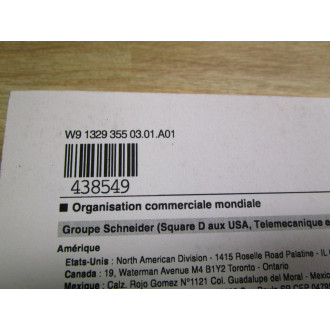 W9 1329 355 03.01.A01
438549
■ Organisation commerciale mondiale
Groupe Schneider (Square D aux USA, Telemecanique e
Amérique
Etats-Unis : North American Division - 1415 Roselle Road Palatine - IL
Canada : 19, Waterman Avenue M4 B1Y2 Toronto - Ontario
Mexique : Calz. Rojo Gomez N°1121 Col. Guadalupe del Moral - Mexico